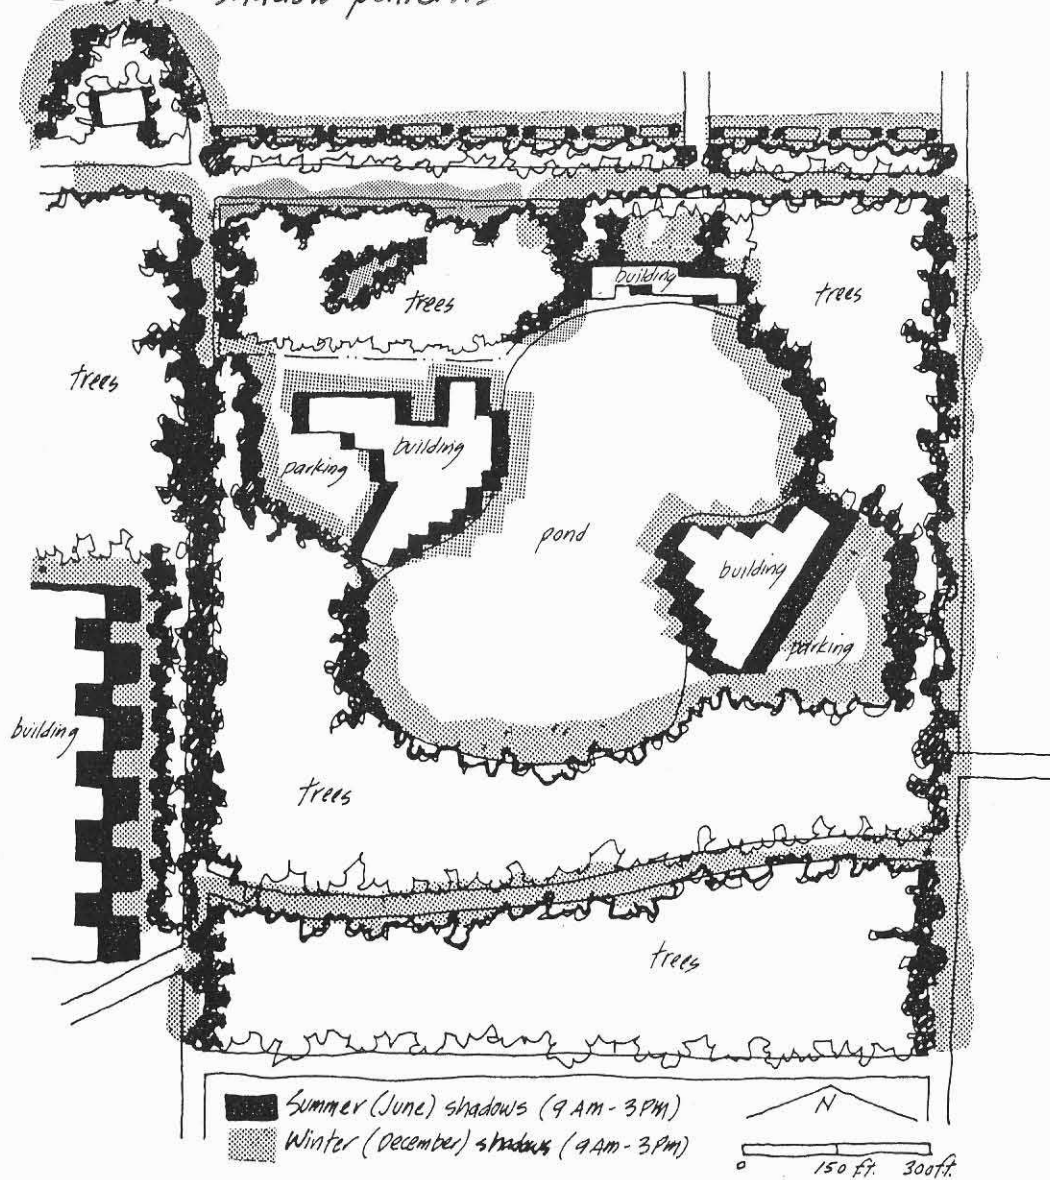 shadow patterns
building
trees
trees
trees
building
parking
pond
building
parking
building
trees
trees
Summer (June) shadows (9 AM - 3 PM)
N
Winter (December) shadows (9 AM - 3 PM)
0 150 ft. 300 ft.